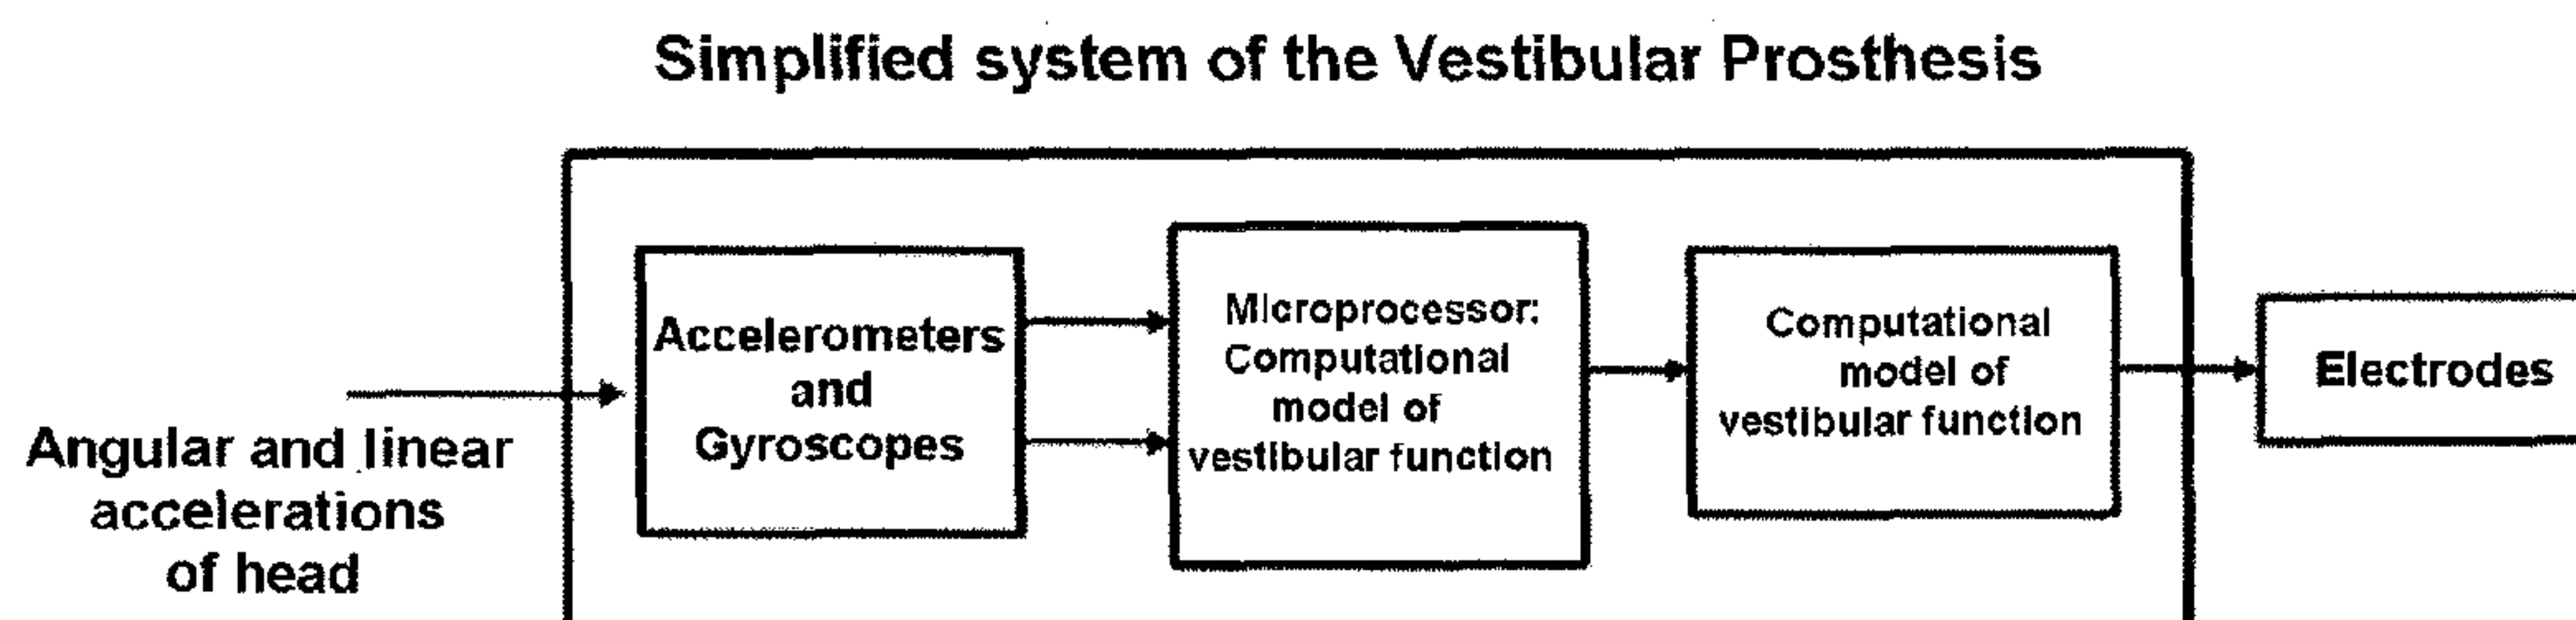 Simplified system of the Vestibular Prosthesis
Angular and linear
accelerations
of head
Accelerometers
and
Gyroscopes
Microprocessor:
Computational
model of
vestibular function
Computational
model of
vestibular function
Electrodes